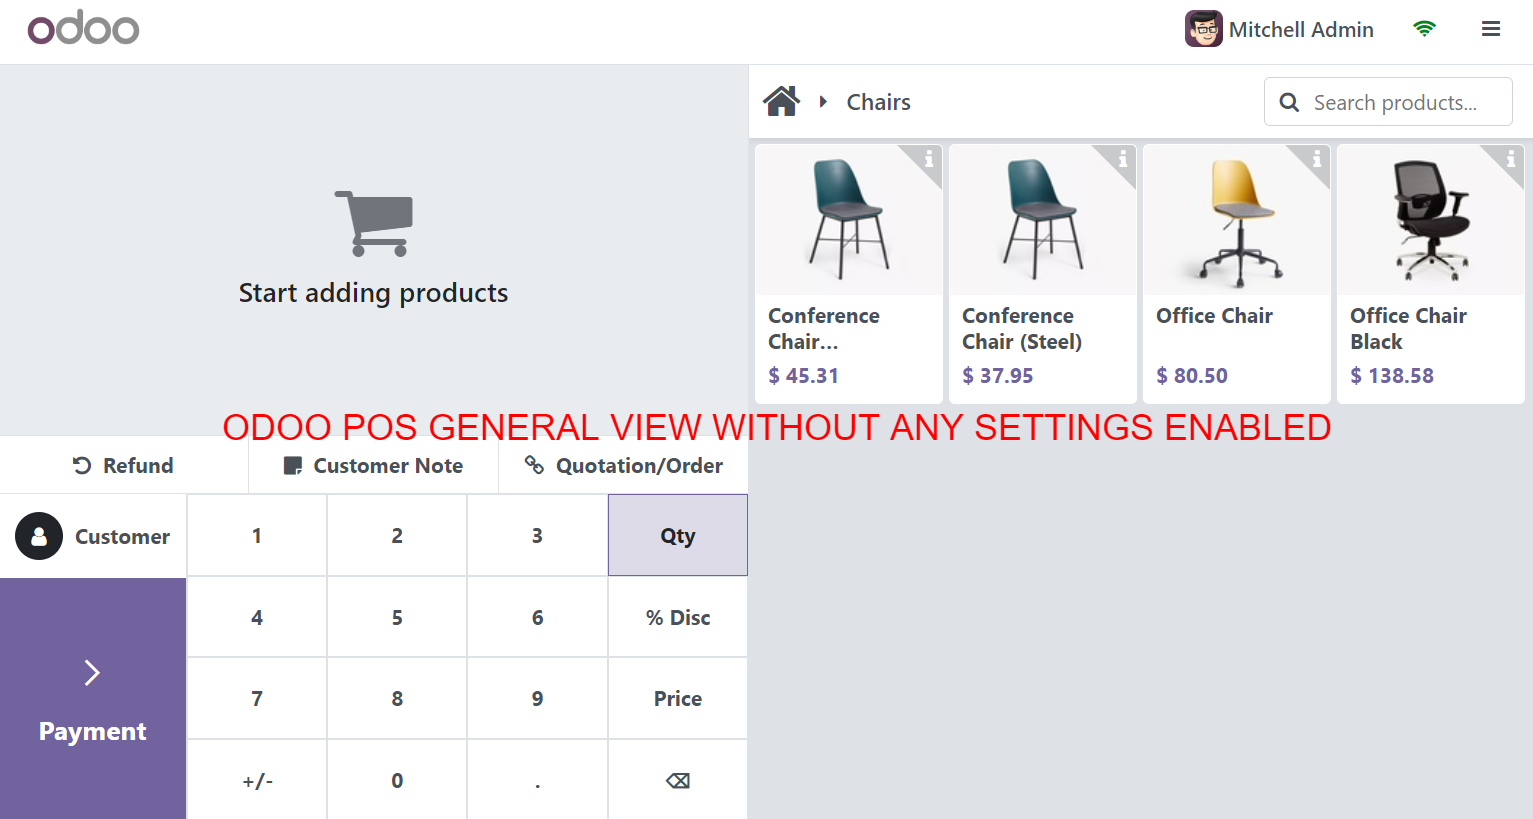 odoo
Mitchell Admin
Chairs
Search products...
Start adding products
Conference
Chair...
$ 45.31
Conference
Chair (Steel)
$ 37.95
Office Chair
$ 80.50
Office Chair
Black
$ 138.58
ODOO POS GENERAL VIEW WITHOUT ANY SETTINGS ENABLED
Refund
Customer Note
Quotation/Order
Customer
1
2
3
Qty
4
5
6
% Disc
7
8
9
Price
Payment
+/-
0
.
⌫